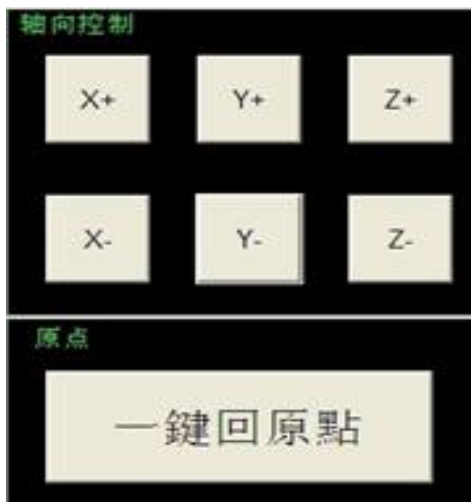 轴向控制
X+ Y+ Z+
X- Y- Z-
原点
一鍵回原點